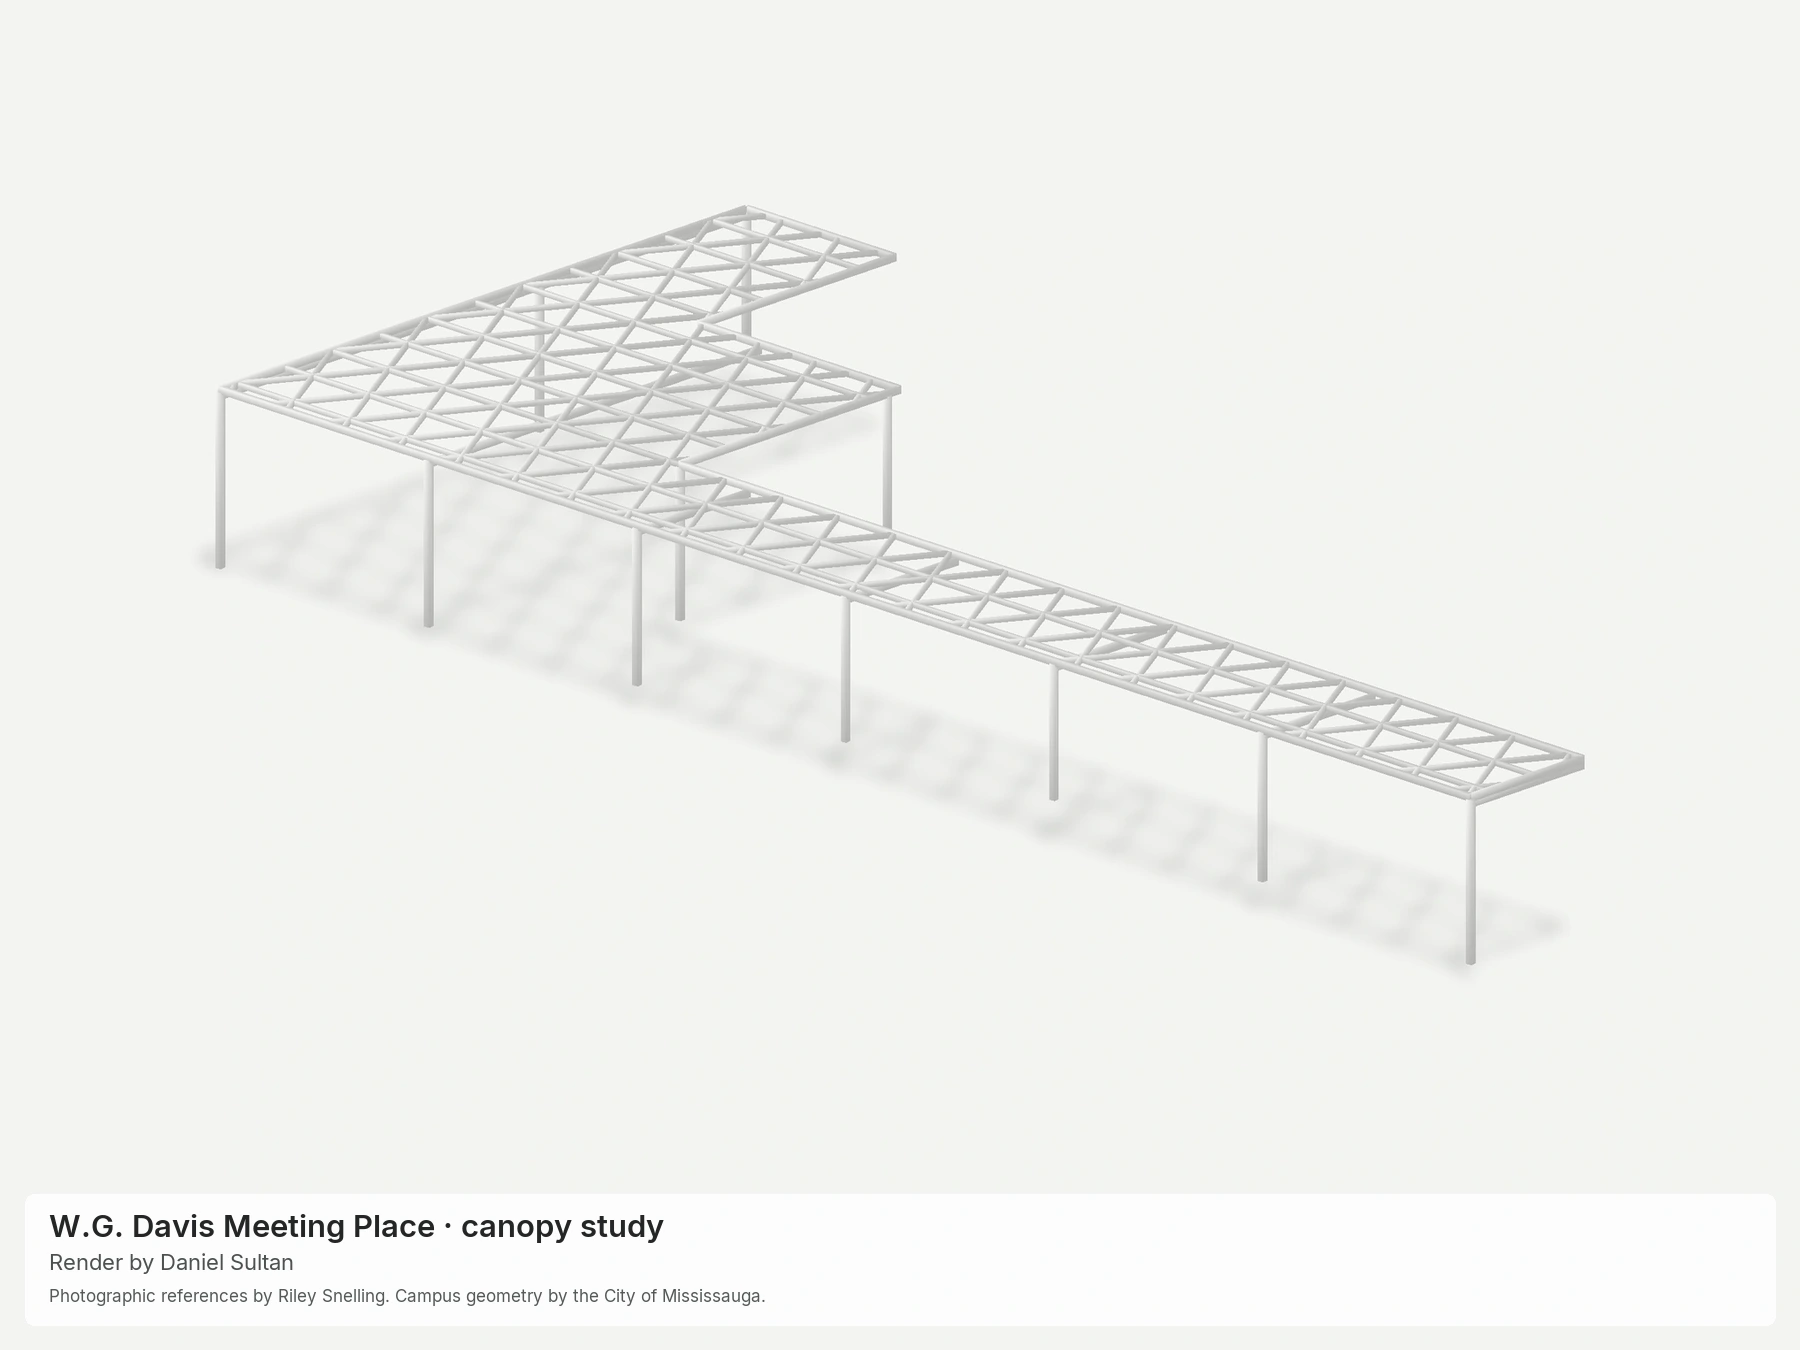 W.G. Davis Meeting Place · canopy study
Render by Daniel Sultan
Photographic references by Riley Snelling. Campus geometry by the City of Mississauga.